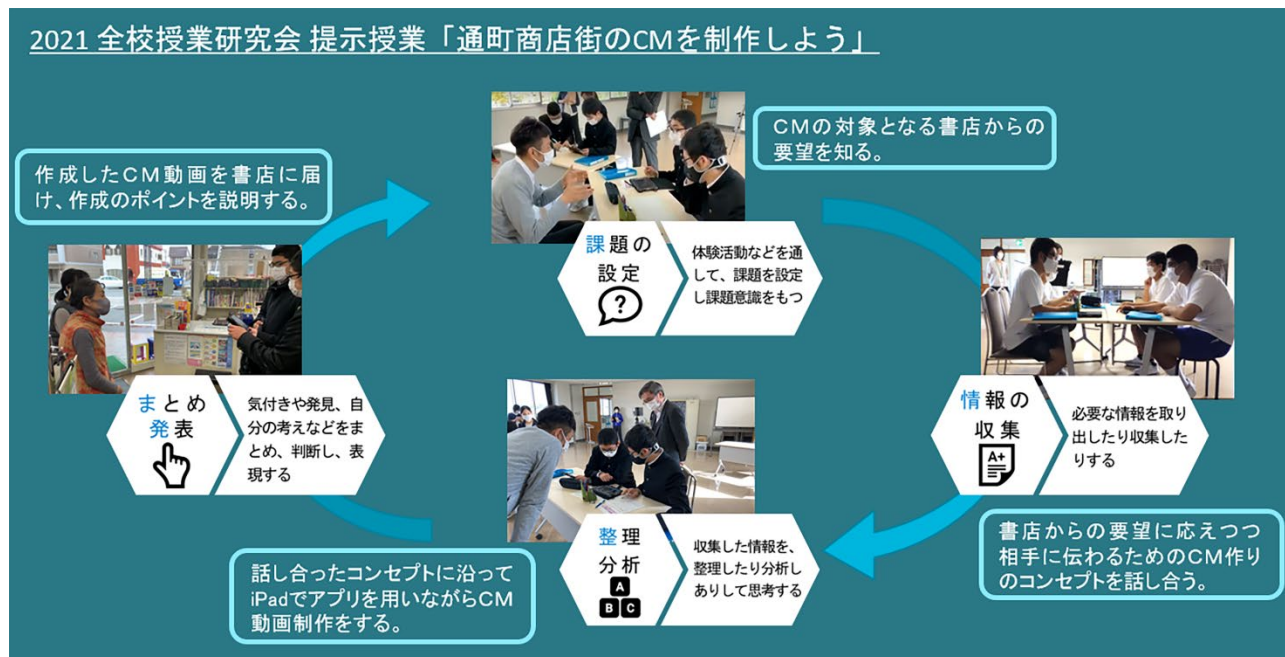 2021 全校授業研究会 提示授業「通町商店街のCMを制作しよう」
CMの対象となる書店からの
要望を知る。
課題の
設定
?
体験活動などを通
して、課題を設定
し課題意識をもつ
情報の
収集
A+
必要な情報を取り
出したり収集した
りする
書店からの要望に応えつつ
相手に伝わるためのCM作り
のコンセプトを話し合う。
整理
分析
A
B C
収集した情報を、
整理したり分析し
ありして思考する
話し合ったコンセプトに沿って
iPadでアプリを用いながらCM
動画制作をする。
まとめ
発表
気付きや発見、自
分の考えなどをま
とめ、判断し、表
現する
作成したCM動画を書店に届
け、作成のポイントを説明する。